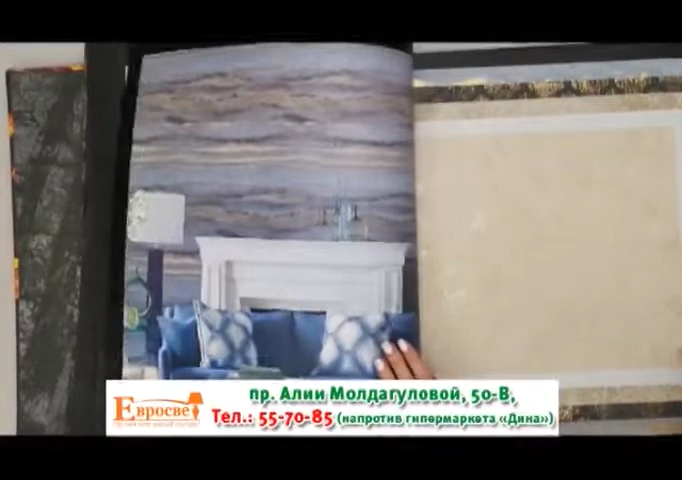 Евросвет
пр. Алии Молдагуловой, 50-В,
Тел.: 55-70-85 (напротив гипермаркета «Дина»)